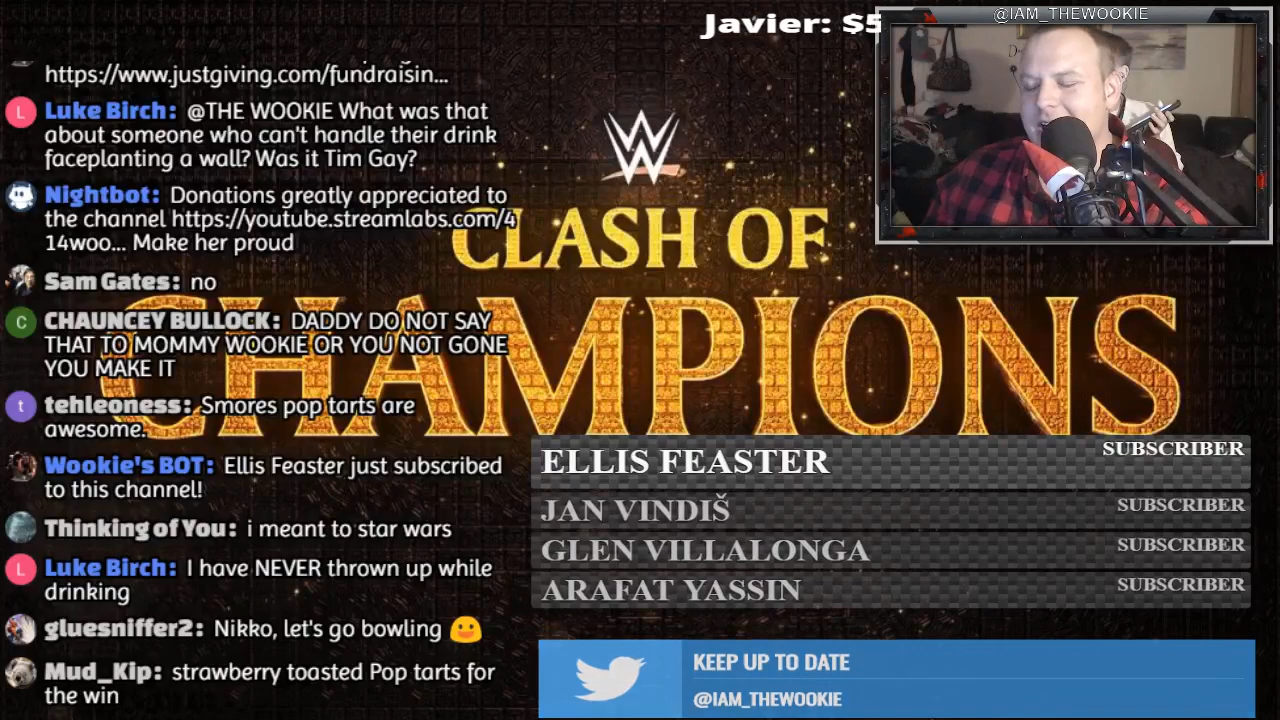 Javier: $5
@IAM_THEWOOKIE
https://www.justgiving.com/fundraisin...
Luke Birch: @THE WOOKIE What was that
about someone who can't handle their drink
faceplanting a wall? Was it Tim Gay?
Nightbot: Donations greatly appreciated to
the channel https://youtube.streamlabs.com/4
14woo... Make her proud
Sam Gates: no
CHAUNCEY BULLOCK: DADDY DO NOT SAY
THAT TO MOMMY WOOKIE OR YOU NOT GONE
YOU MAKE IT
tehleoness: Smores pop tarts are
awesome.
Wookie's BOT: Ellis Feaster just subscribed
to this channel!
Thinking of You: i meant to star wars
Luke Birch: I have NEVER thrown up while
drinking
gluesniffer2: Nikko, let's go bowling
Mud_Kip: strawberry toasted Pop tarts for
the win
W
CLASH OF
CHAMPIONS
ELLIS FEASTER SUBSCRIBER
JAN VINDIŠ SUBSCRIBER
GLEN VILLALONGA SUBSCRIBER
ARAFAT YASSIN SUBSCRIBER
KEEP UP TO DATE
@IAM_THEWOOKIE